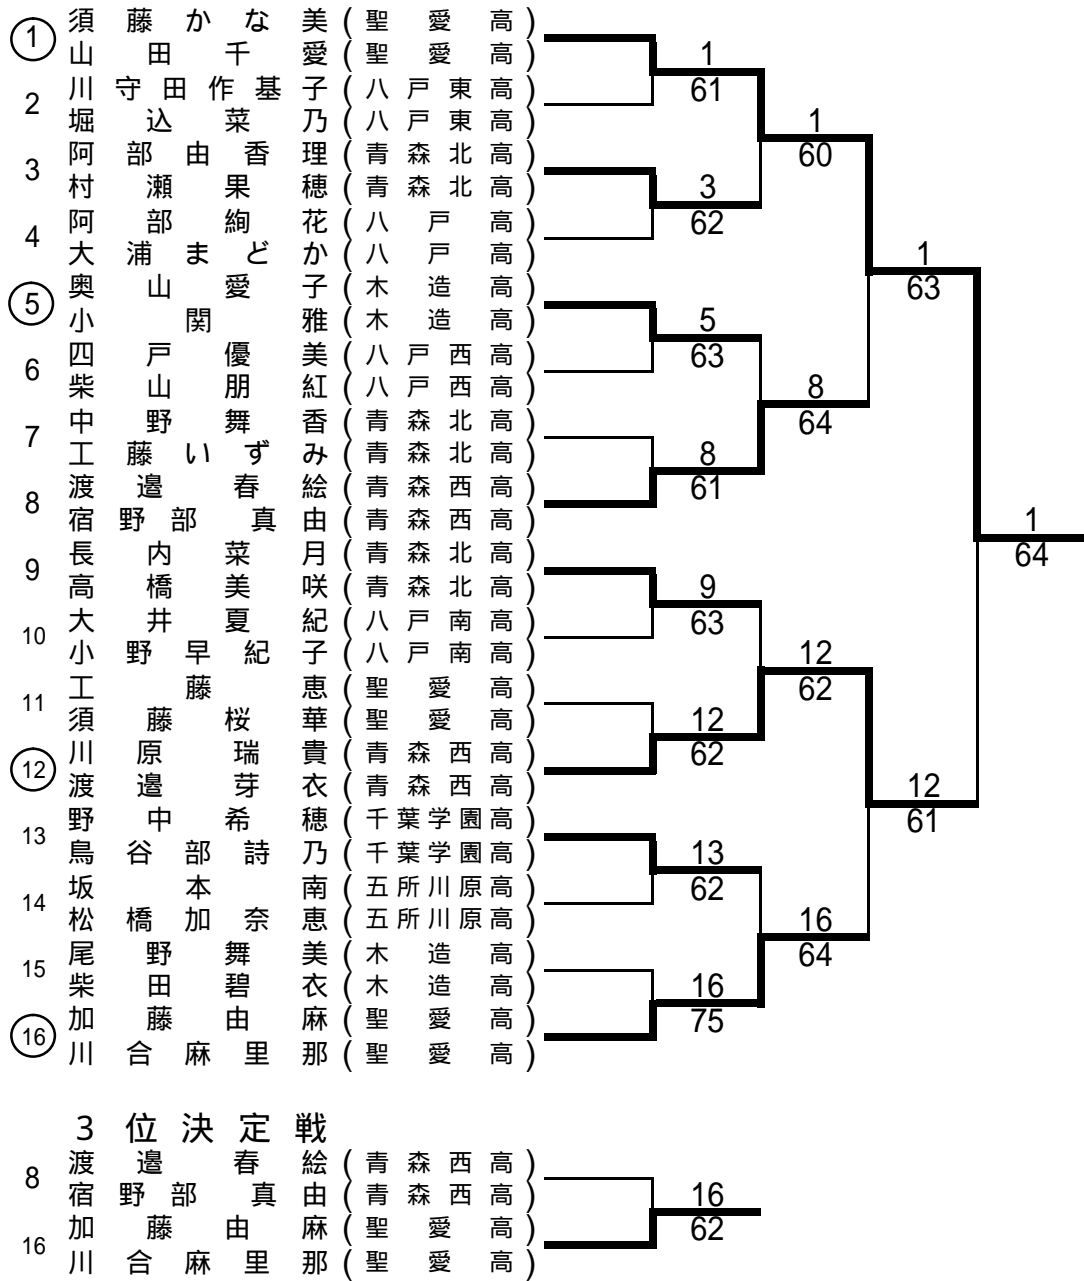 1 須藤かな美(聖愛高)
山田千愛(聖愛高)
1
61
2 川守田作基子(八戸東高)
堀込菜乃(八戸東高)
1
60
3 阿部由香理(青森北高)
村瀬果穂(青森北高)
3
62
4 阿部絢花(八戸高)
大浦まどか(八戸高)
1
63
5 奥山愛子(木造高)
小関雅(木造高)
5
63
6 四戸優美(八戸西高)
柴山朋紅(八戸西高)
8
64
7 中野舞香(青森北高)
工藤いずみ(青森北高)
8
61
8 渡邉春絵(青森西高)
宿野部真由(青森西高)
1
64
9 長内菜月(青森北高)
高橋美咲(青森北高)
9
63
10 大井夏紀(八戸南高)
小野早紀子(八戸南高)
12
62
11 工藤恵(聖愛高)
須藤桜華(聖愛高)
12
62
12 川原瑞貴(青森西高)
渡邉芽衣(青森西高)
12
61
13 野中希穂(千葉学園高)
鳥谷部詩乃(千葉学園高)
13
62
14 坂本南(五所川原高)
松橋加奈恵(五所川原高)
16
64
15 尾野舞美(木造高)
柴田碧衣(木造高)
16
75
16 加藤由麻(聖愛高)
川合麻里那(聖愛高)
3位決定戦
8 渡邉春絵(青森西高)
宿野部真由(青森西高)
16
62
16 加藤由麻(聖愛高)
川合麻里那(聖愛高)